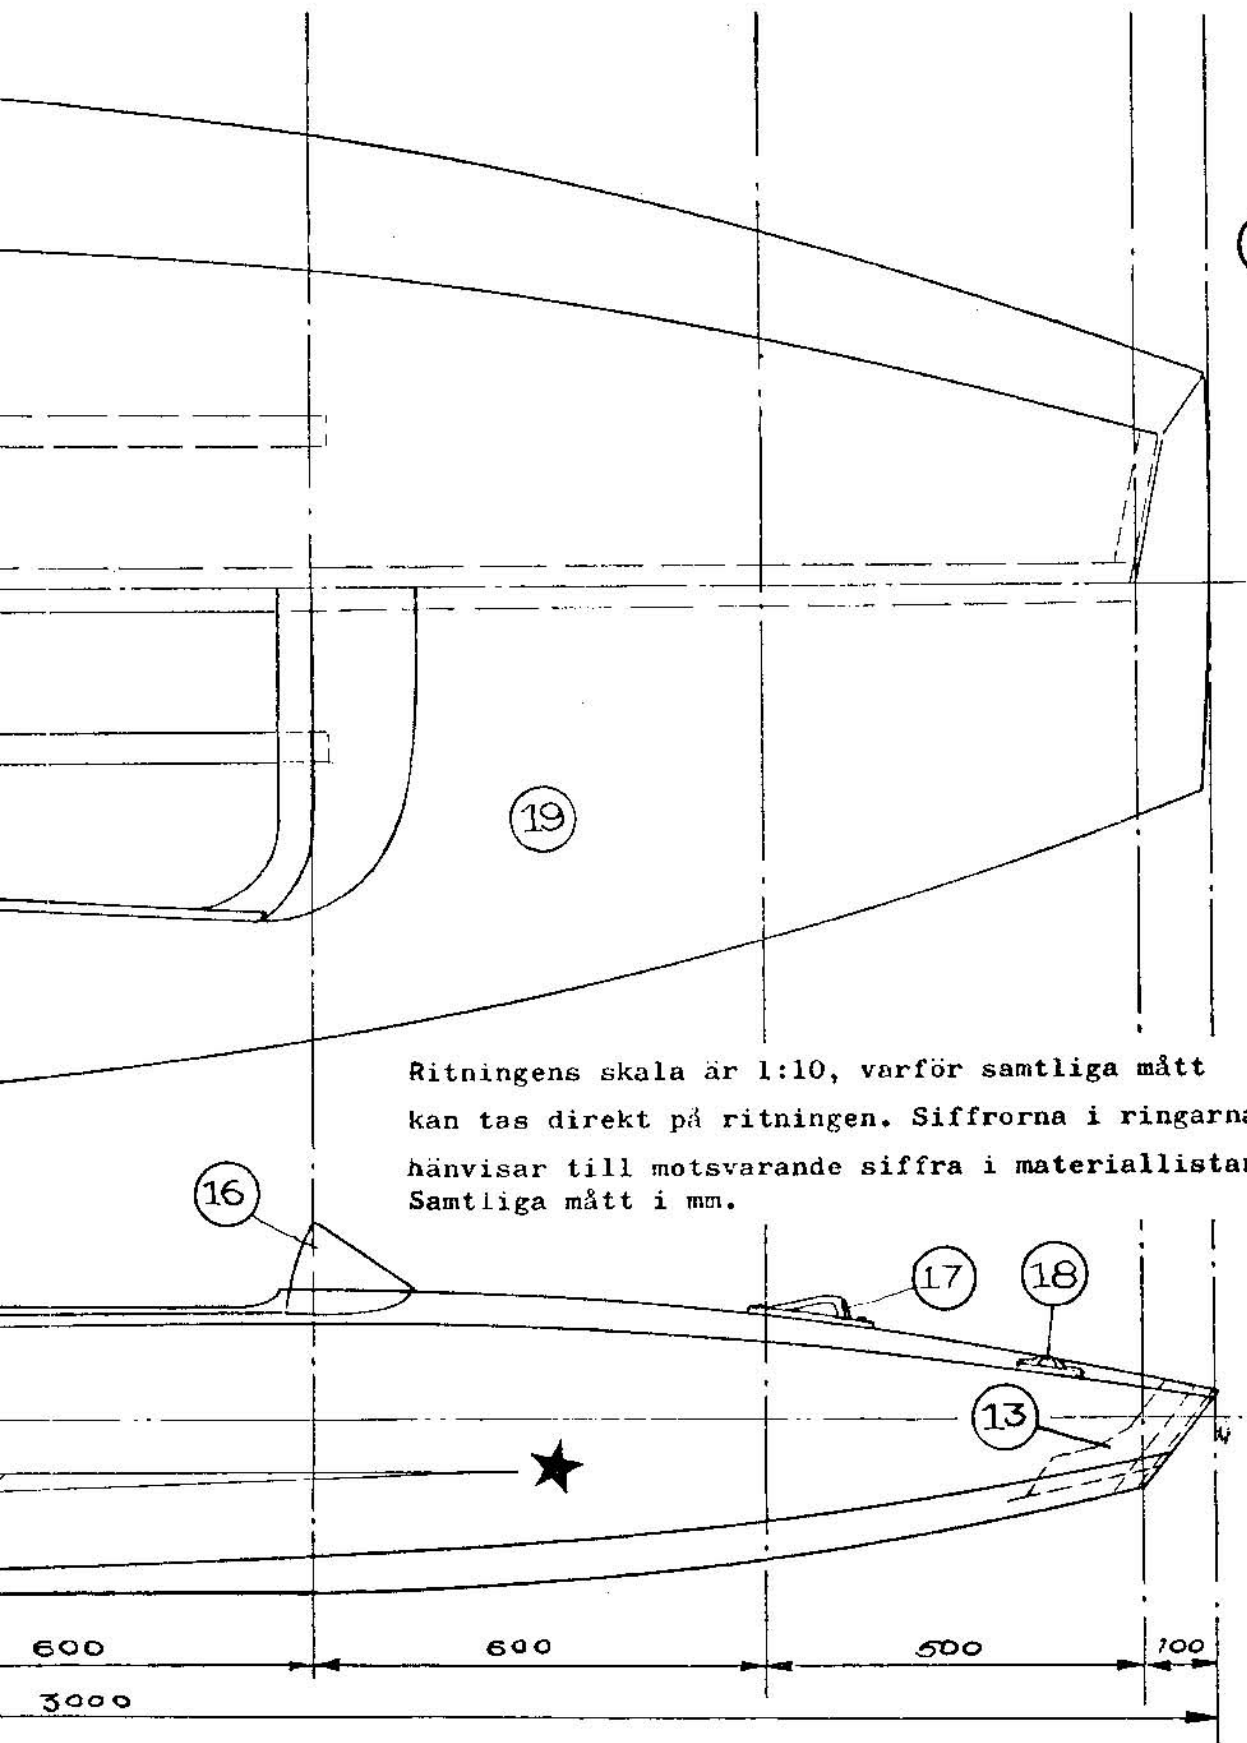 19
Ritningens skala är 1:10, varför samtliga mått
kan tas direkt på ritningen. Siffrorna i ringarna
hänvisar till motsvarande siffra i materiallistan
Samtliga mått i mm.
16
17
18
13
600 600 500 100
3000